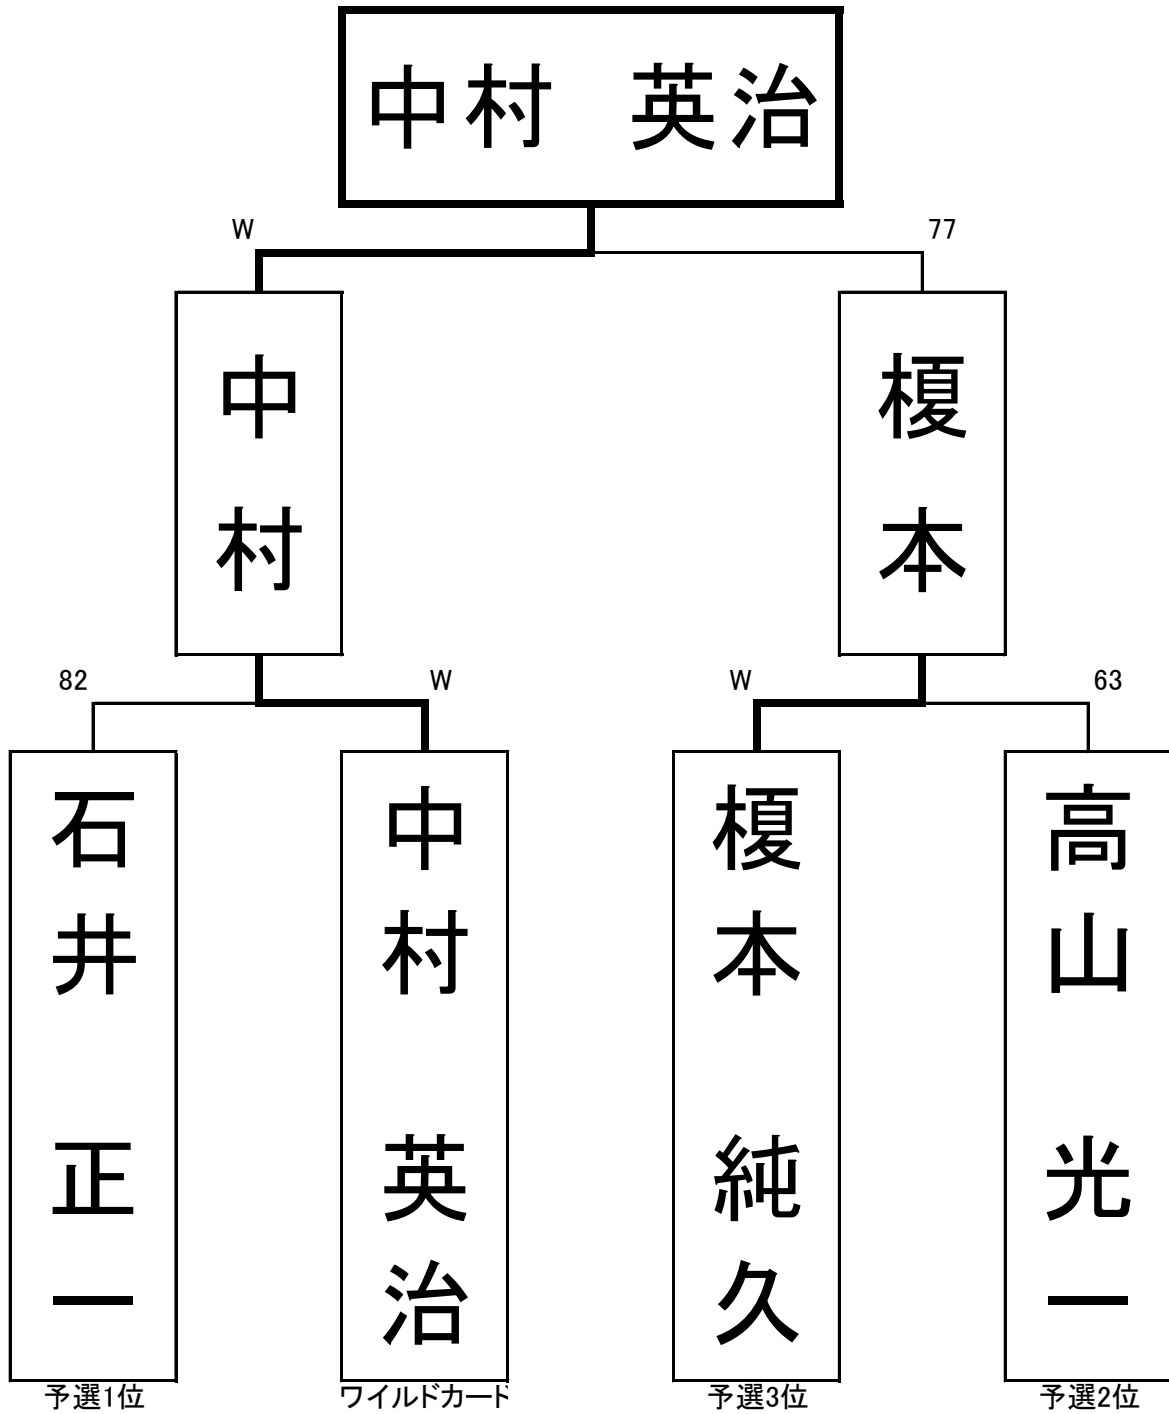 中村　英治
W
77
中村
榎本
82
W
W
63
石井　正一
中村　英治
榎本　純久
高山　光一
予選1位
ワイルドカード
予選3位
予選2位